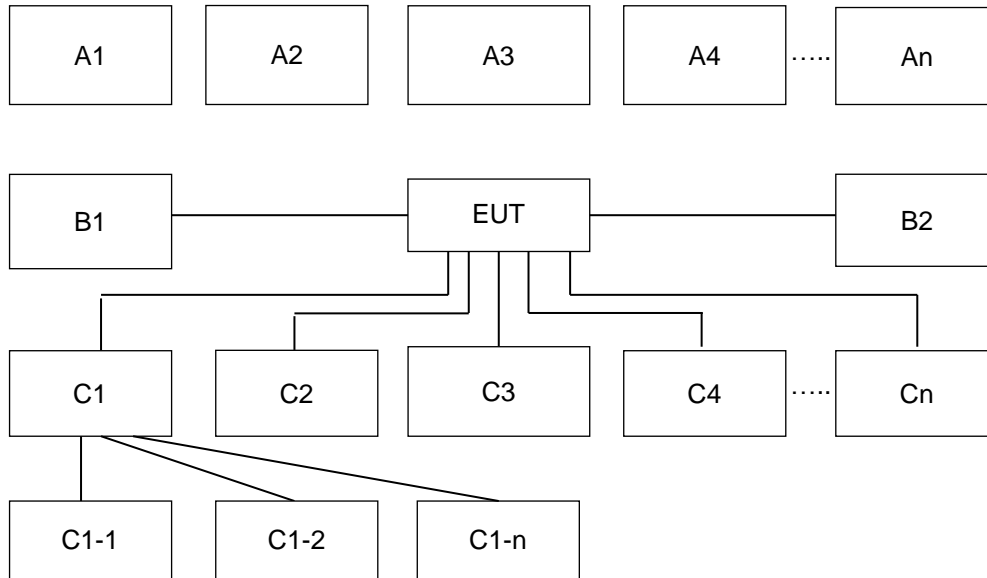 A1 A2 A3 A4 ..... An
B1 EUT B2
C1 C2 C3 C4 ..... Cn
C1-1 C1-2 C1-n